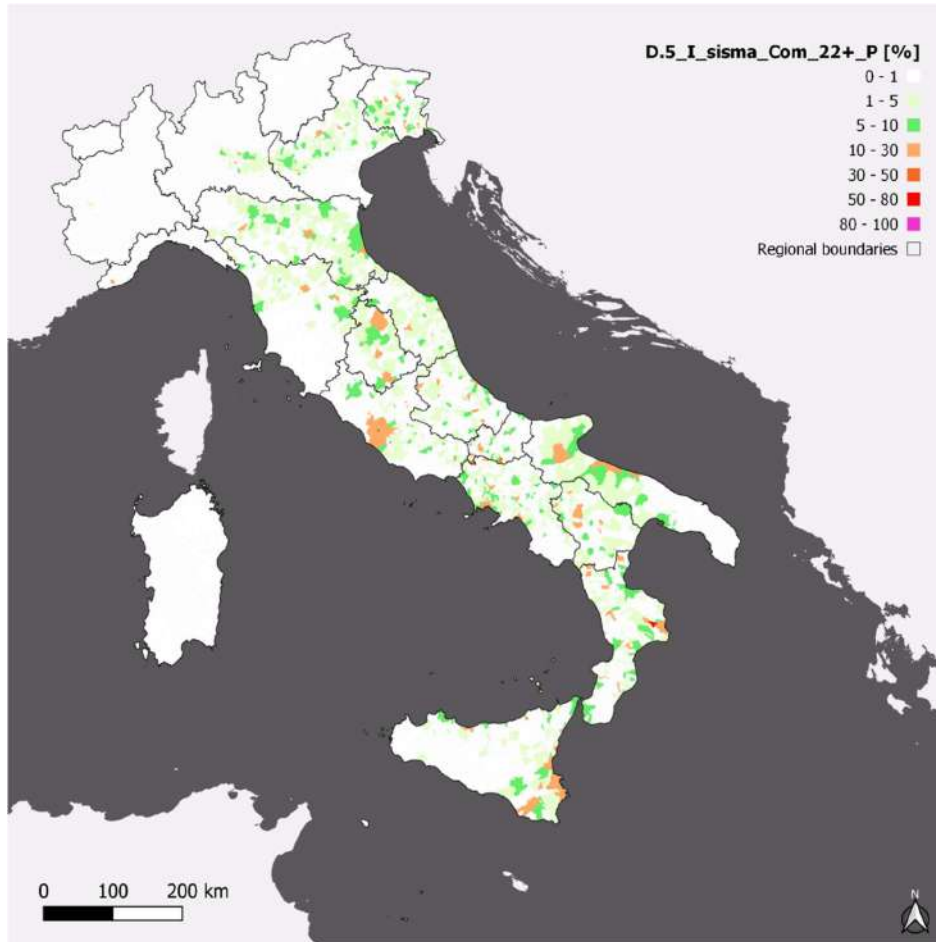 D.5_I_sisma_Com_22+_P [%]
0 - 1
1 - 5
5 - 10
10 - 30
30 - 50
50 - 80
80 - 100
Regional boundaries
0 100 200 km
N